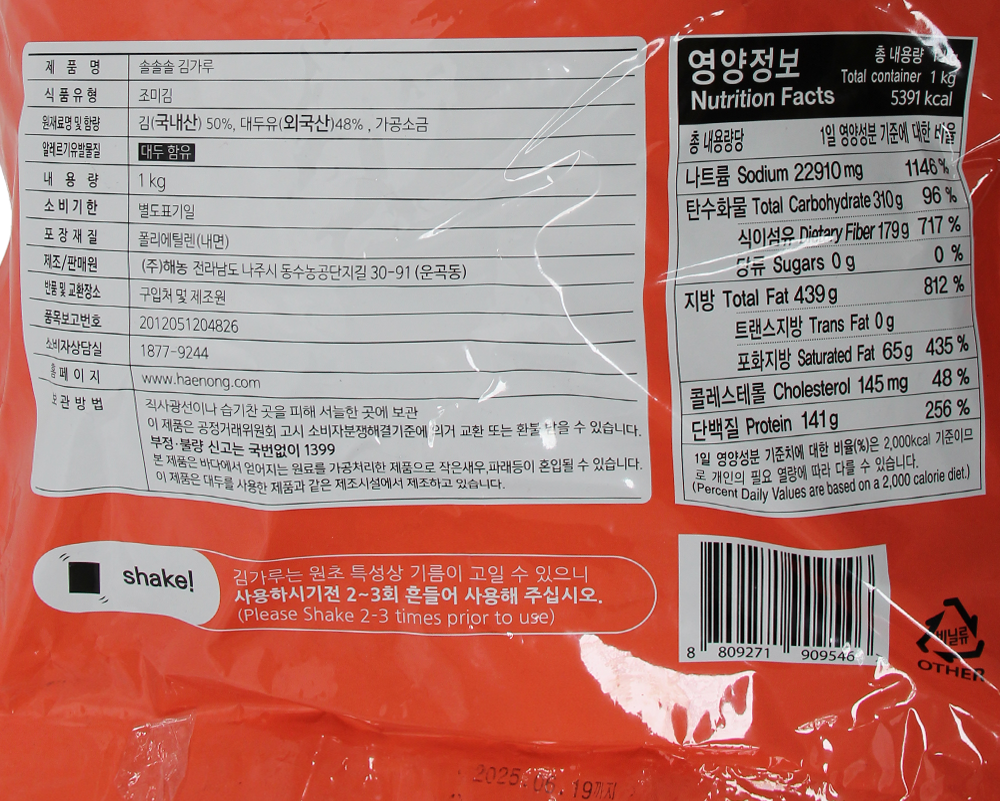 제 품 명 솔솔솔 김가루
식 품 유 형 조미김
원재료명 및 함량 김(국내산) 50%, 대두유(외국산)48% , 가공소금
알레르기유발물질 대두 함유
내 용 량 1 kg
소 비 기 한 별도표기일
포 장 재 질 폴리에틸렌(내면)
제조/판매원 (주)해농 전라남도 나주시 동수농공단지길 30-91 (운곡동)
반품 및 교환장소 구입처 및 제조원
품목보고번호 2012051204826
소비자상담실 1877-9244
홈 페 이 지 www.haenong.com
보 관 방 법 직사광선이나 습기찬 곳을 피해 서늘한 곳에 보관
이 제품은 공정거래위원회 고시 소비자분쟁해결기준에 의거 교환 또는 환불 받을 수 있습니다.
부정·불량 신고는 국번없이 1399
본 제품은 바다에서 얻어지는 원료를 가공처리한 제품으로 작은새우,파래등이 혼입될 수 있습니다.
이 제품은 대두를 사용한 제품과 같은 제조시설에서 제조하고 있습니다.
영양정보
Nutrition Facts
총 내용량
Total container 1 kg
5391 kcal
총 내용량당 1일 영양성분 기준에 대한 비율
나트륨 Sodium 22910 mg 1146 %
탄수화물 Total Carbohydrate 310 g 96 %
식이섬유 Dietary Fiber 179 g 717 %
당류 Sugars 0 g 0 %
지방 Total Fat 439 g 812 %
트랜스지방 Trans Fat 0 g
포화지방 Saturated Fat 65 g 435 %
콜레스테롤 Cholesterol 145 mg 48 %
단백질 Protein 141 g 256 %
1일 영양성분 기준치에 대한 비율(%)은 2,000kcal 기준이므
로 개인의 필요 열량에 따라 다를 수 있습니다.
(Percent Daily Values are based on a 2,000 calorie diet.)
shake!
김가루는 원초 특성상 기름이 고일 수 있으니
사용하시기전 2~3회 흔들어 사용해 주십시오.
(Please Shake 2-3 times prior to use)
8 809271 909546
비닐류
OTHER
2025.06.19까지